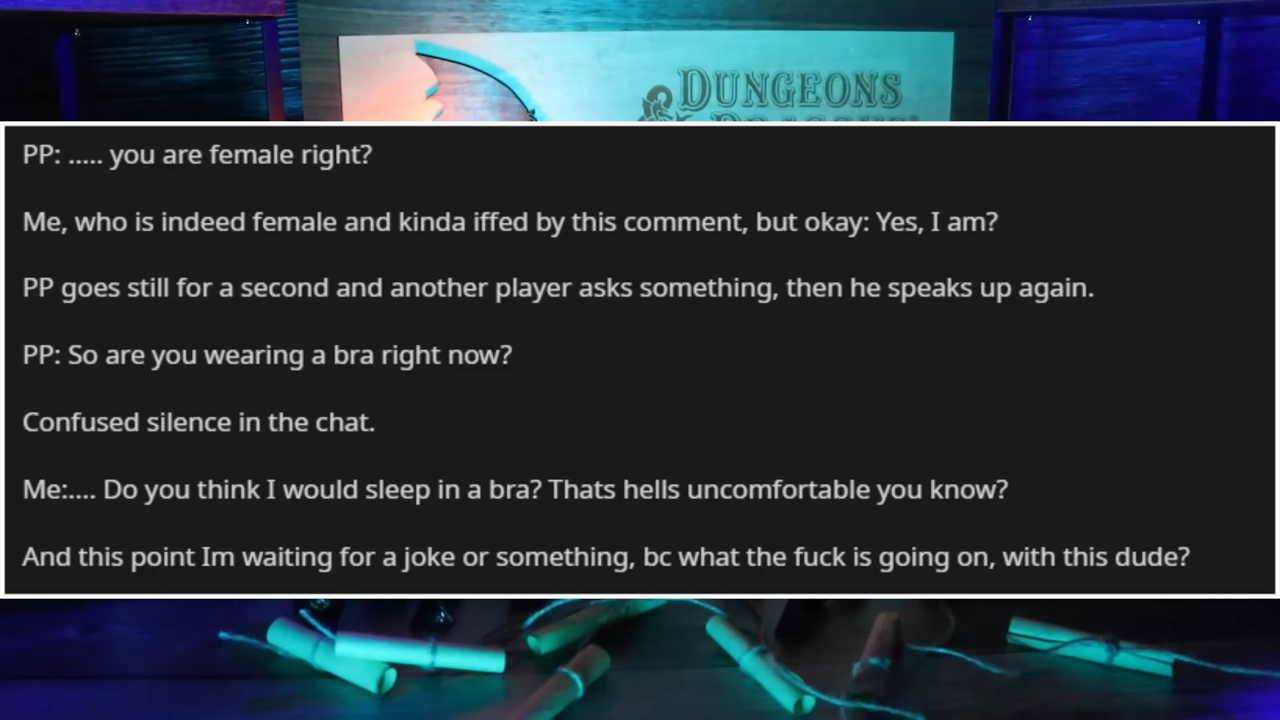 DUNGEONS
DRAGONS
PP: ..... you are female right?
Me, who is indeed female and kinda iffed by this comment, but okay: Yes, I am?
PP goes still for a second and another player asks something, then he speaks up again.
PP: So are you wearing a bra right now?
Confused silence in the chat.
Me:.... Do you think I would sleep in a bra? Thats hells uncomfortable you know?
And this point Im waiting for a joke or something, bc what the fuck is going on, with this dude?